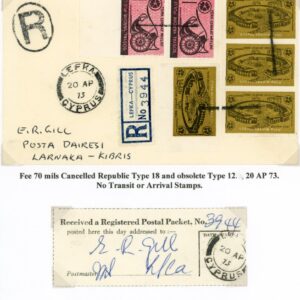 R
LEFKA
20 AP
73
CYPRUS
LEFKA-CYPRUS
R
No 3944
E.R. GILL
POSTA DAIRESI
LARNAKA - KIBRIS
Fee 70 mils Cancelled Republic Type 18 and obsolete Type 12. , 20 AP 73.
No Transit or Arrival Stamps.
Received a Registered Postal Packet, No. 3944
posted here this day addressed to:—
E R Gill
20 AP
73
CYPRUS
Postmaster